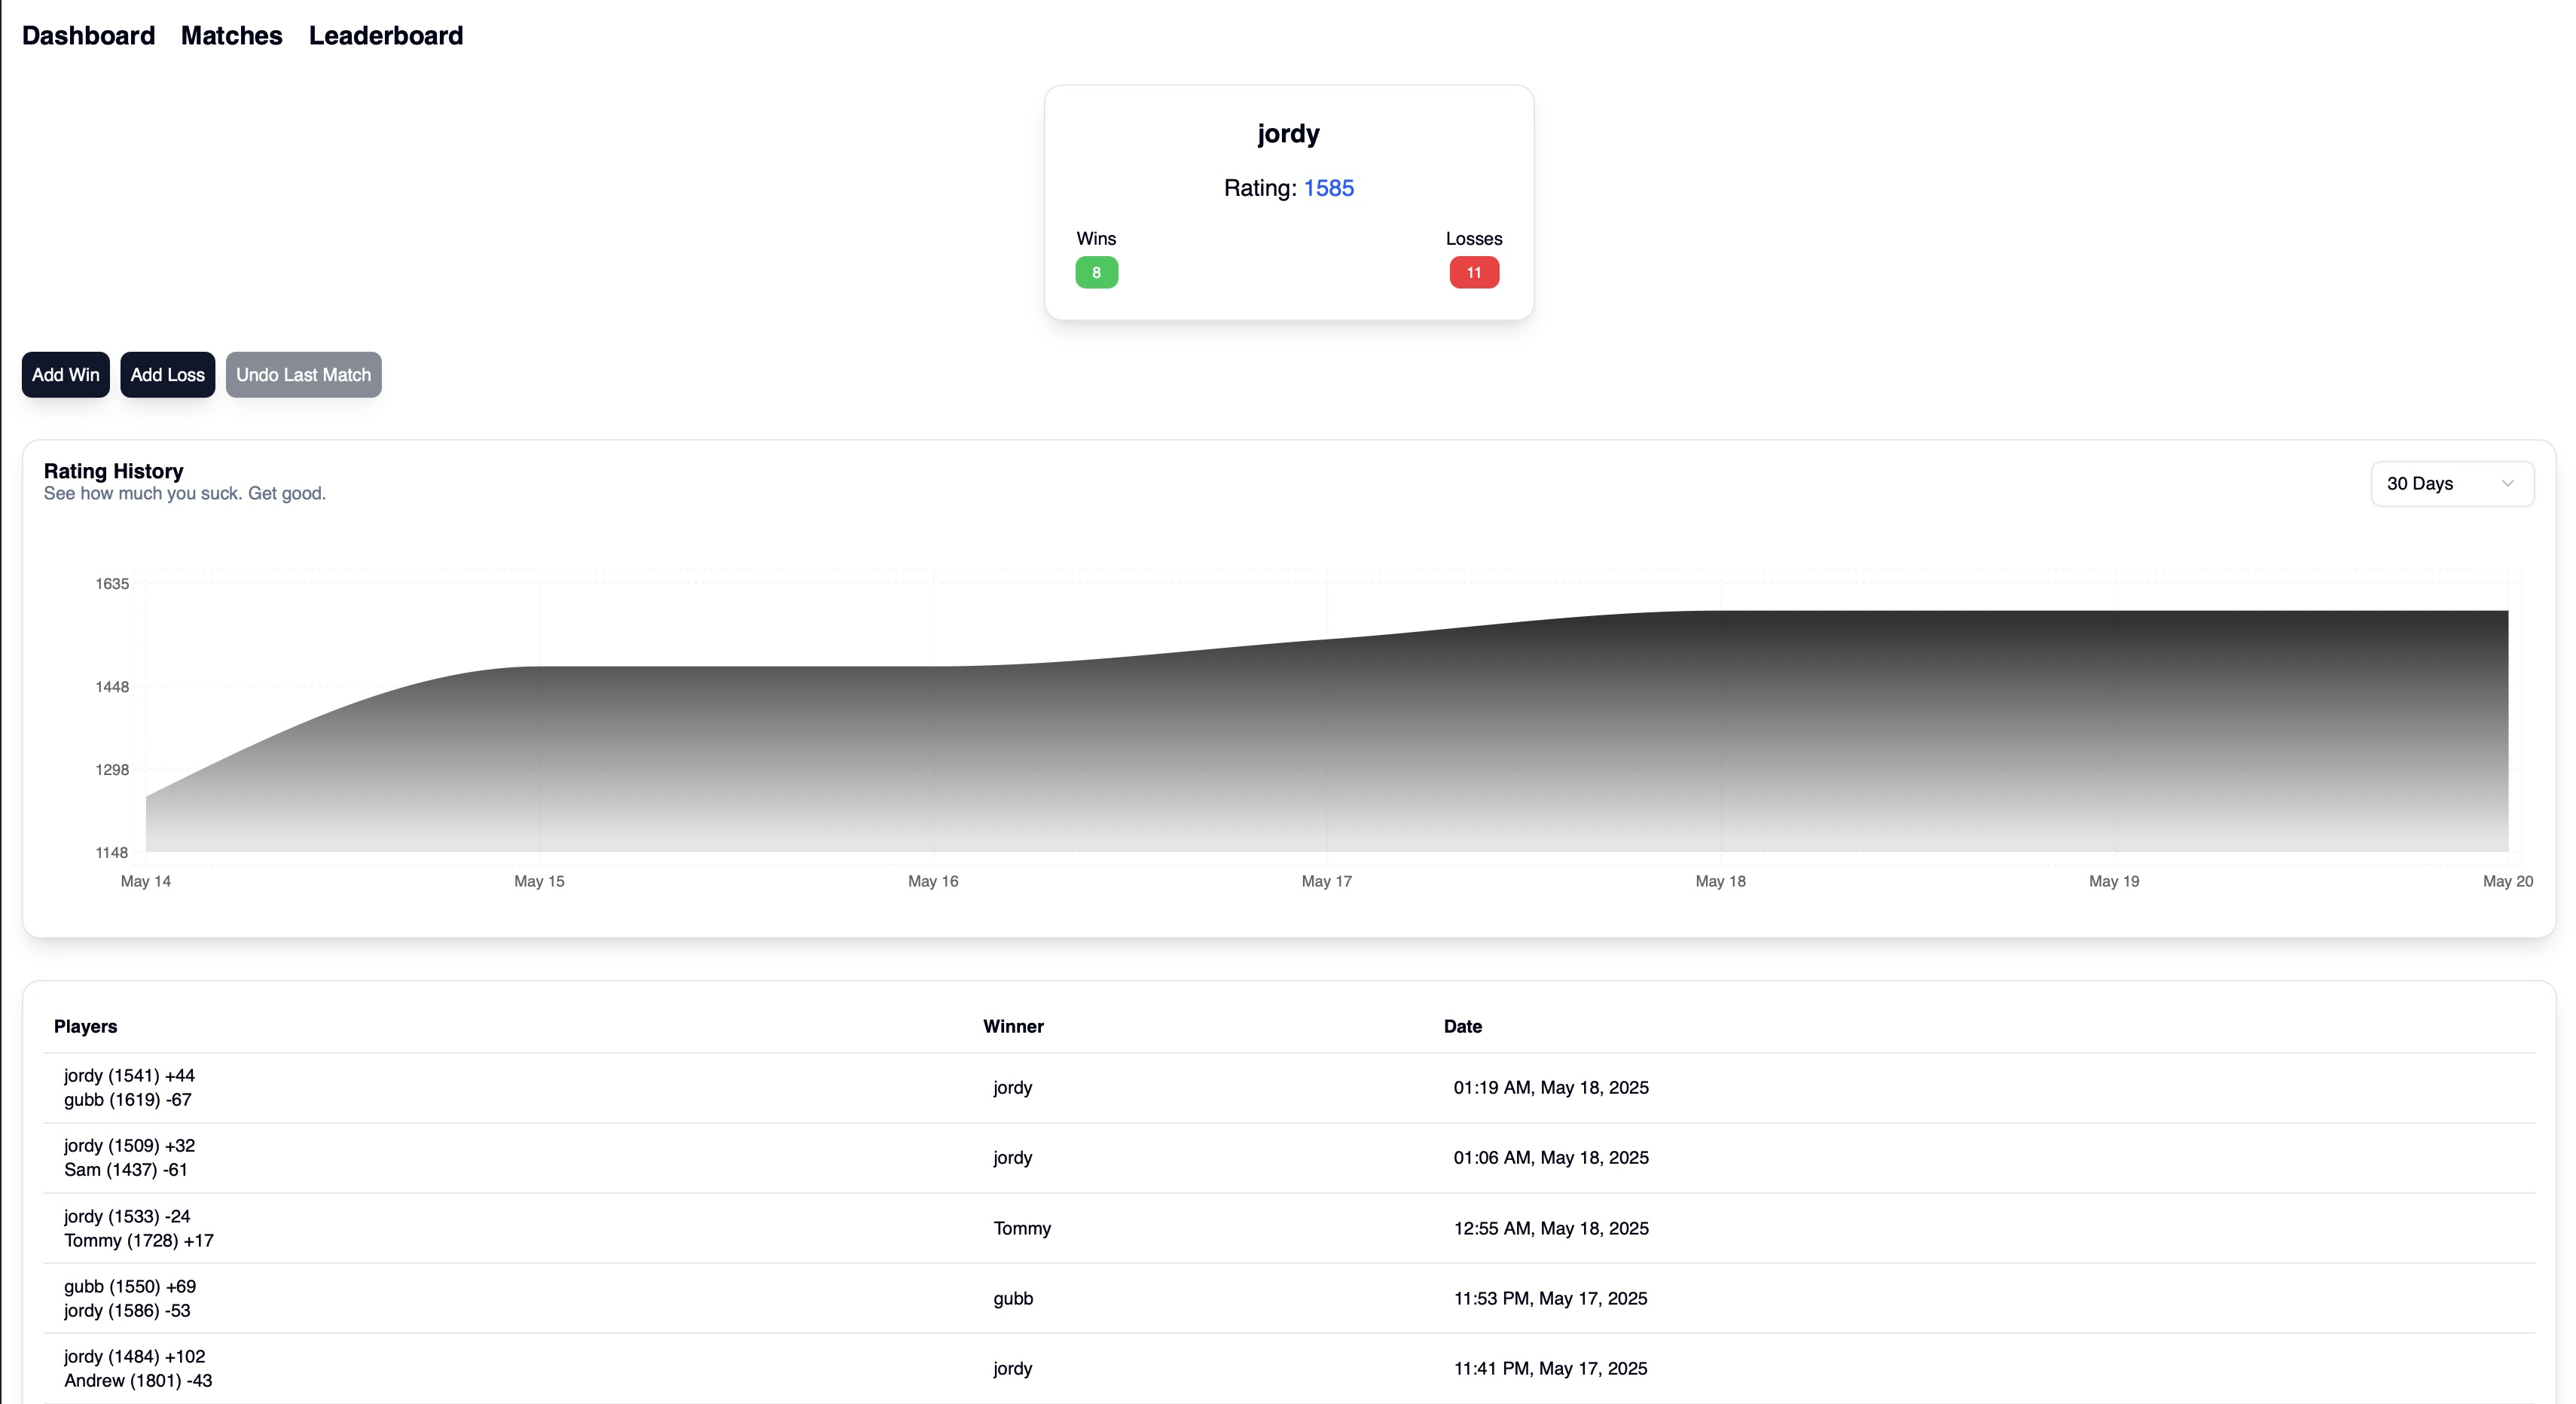 Dashboard Matches Leaderboard
jordy
Rating: 1585
Wins Losses
8 11
Add Win Add Loss Undo Last Match
Rating History
See how much you suck. Get good.
30 Days
1635
1448
1298
1148
May 14 May 15 May 16 May 17 May 18 May 19 May 20
Players Winner Date
jordy (1541) +44
gubb (1619) -67
jordy
01:19 AM, May 18, 2025
jordy (1509) +32
Sam (1437) -61
jordy
01:06 AM, May 18, 2025
jordy (1533) -24
Tommy (1728) +17
Tommy
12:55 AM, May 18, 2025
gubb (1550) +69
jordy (1586) -53
gubb
11:53 PM, May 17, 2025
jordy (1484) +102
Andrew (1801) -43
jordy
11:41 PM, May 17, 2025